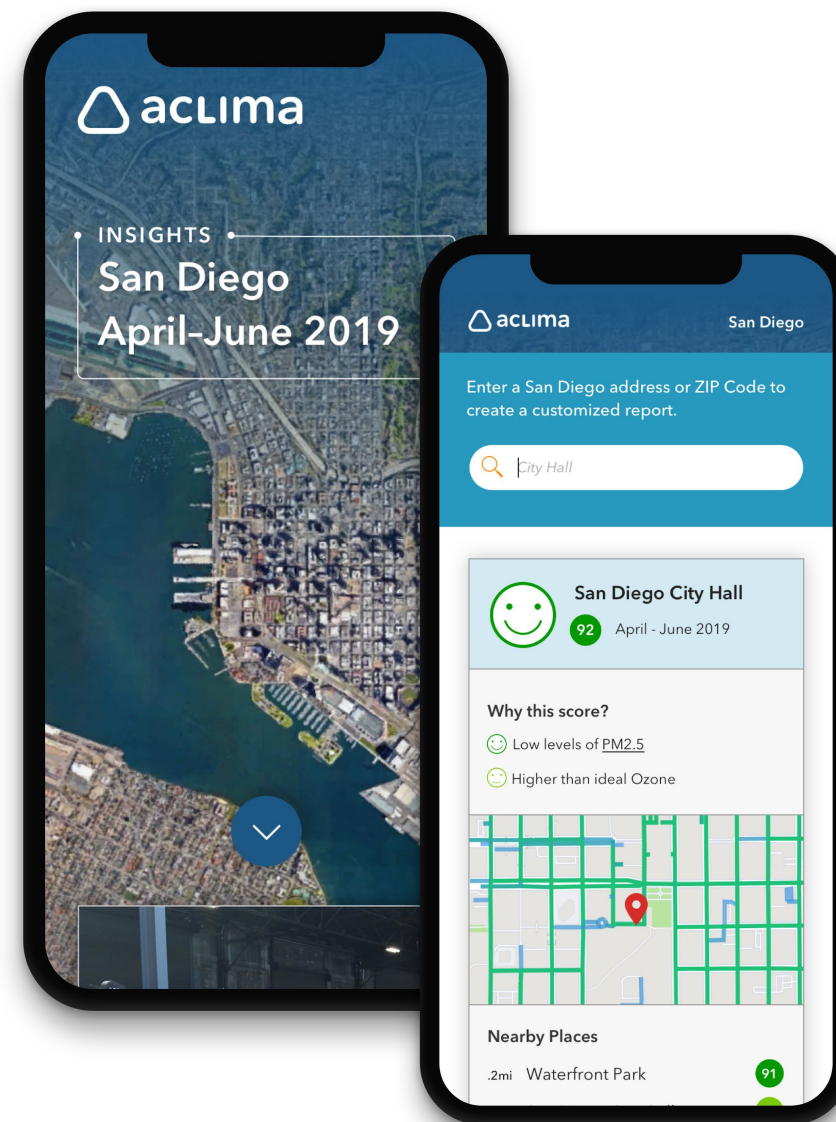 aclima
INSIGHTS
San Diego
April–June 2019
aclima
San Diego
Enter a San Diego address or ZIP Code to
create a customized report.
City Hall
San Diego City Hall
92 April - June 2019
Why this score?
Low levels of PM2.5
Higher than ideal Ozone
Nearby Places
.2mi Waterfront Park 91